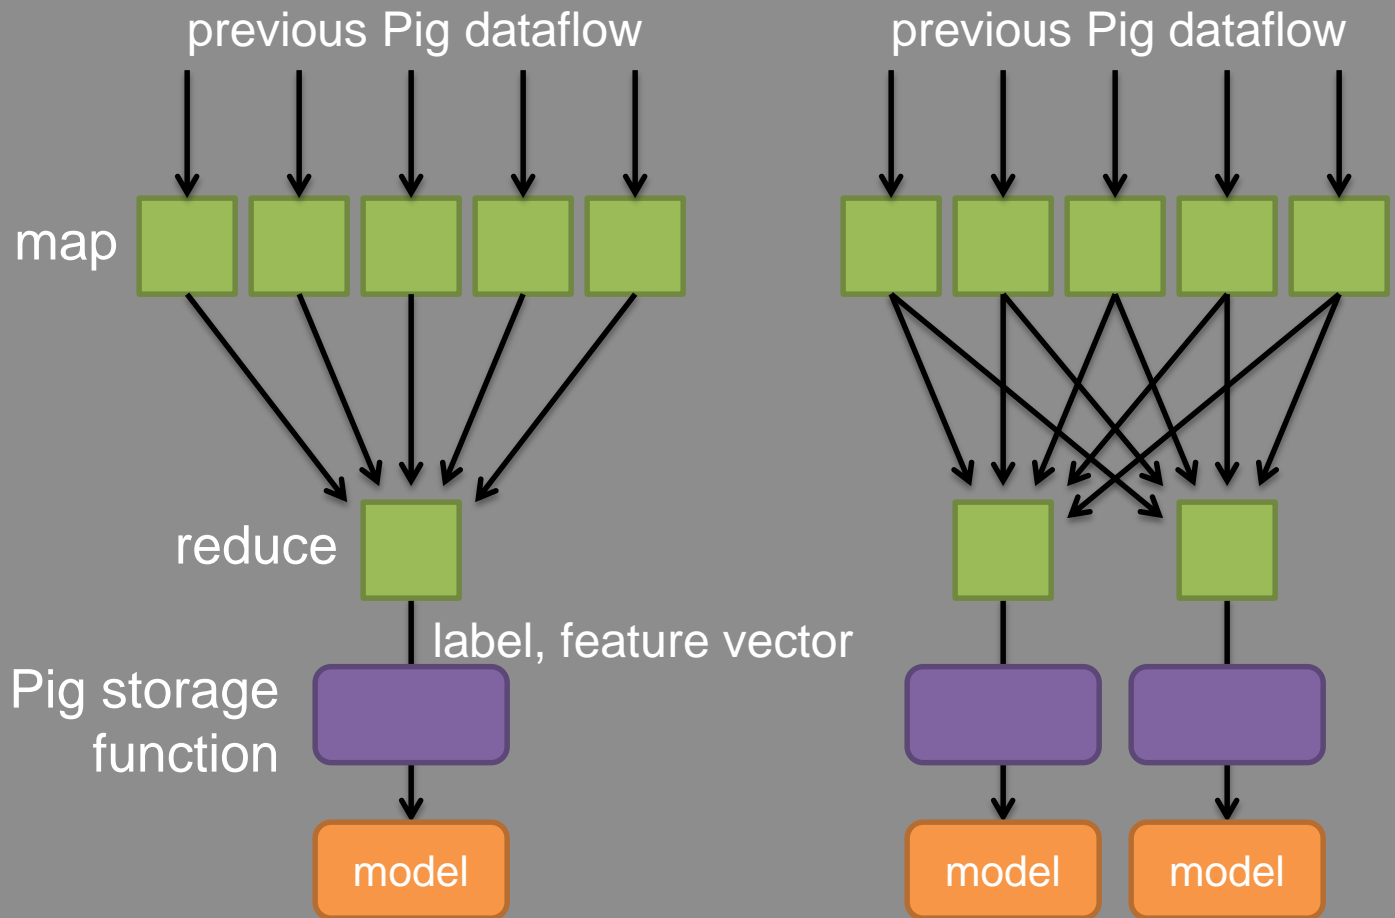 previous Pig dataflow
previous Pig dataflow
map
reduce
label, feature vector
Pig storage
function
model
model
model